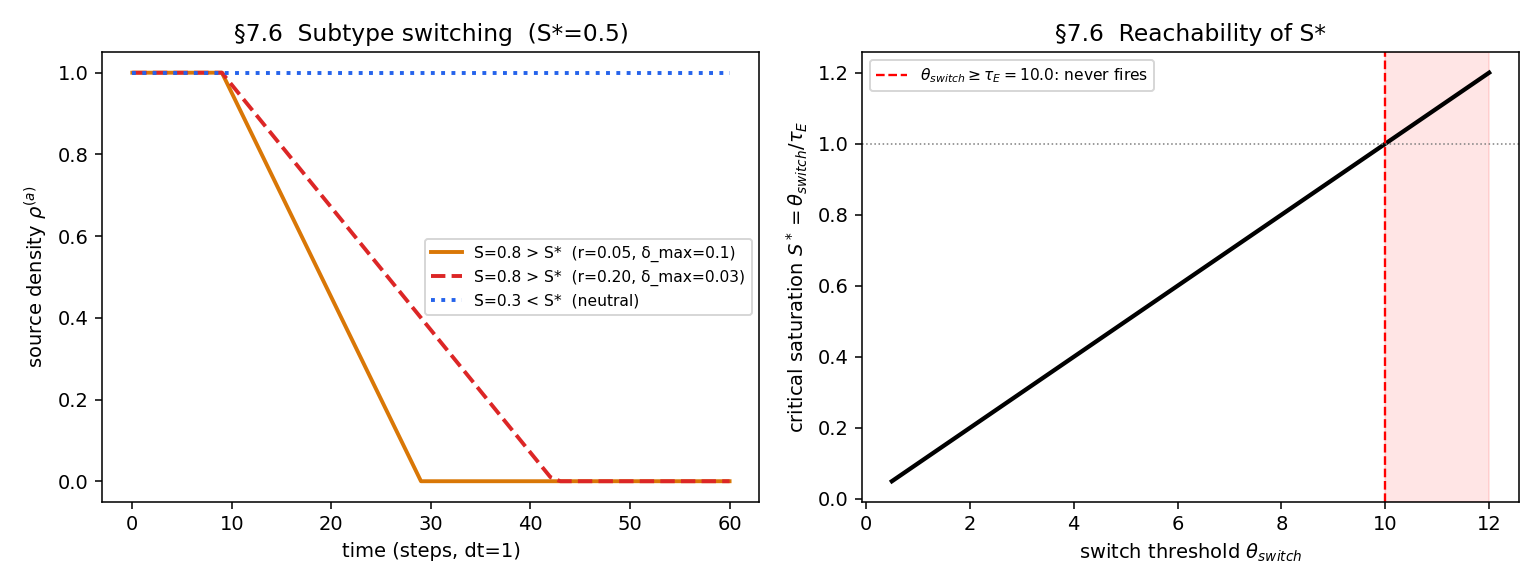 §7.6  Subtype switching  (S*=0.5)
source density ρ^(a)
1.0
0.8
0.6
0.4
0.2
0.0
S=0.8 > S*  (r=0.05, δ_max=0.1)
S=0.8 > S*  (r=0.20, δ_max=0.03)
S=0.3 < S*  (neutral)
0 10 20 30 40 50 60
time (steps, dt=1)
§7.6  Reachability of S*
critical saturation S* = θ_switch/τ_E
1.2
1.0
0.8
0.6
0.4
0.2
0.0
θ_switch ≥ τ_E = 10.0: never fires
0 2 4 6 8 10 12
switch threshold θ_switch